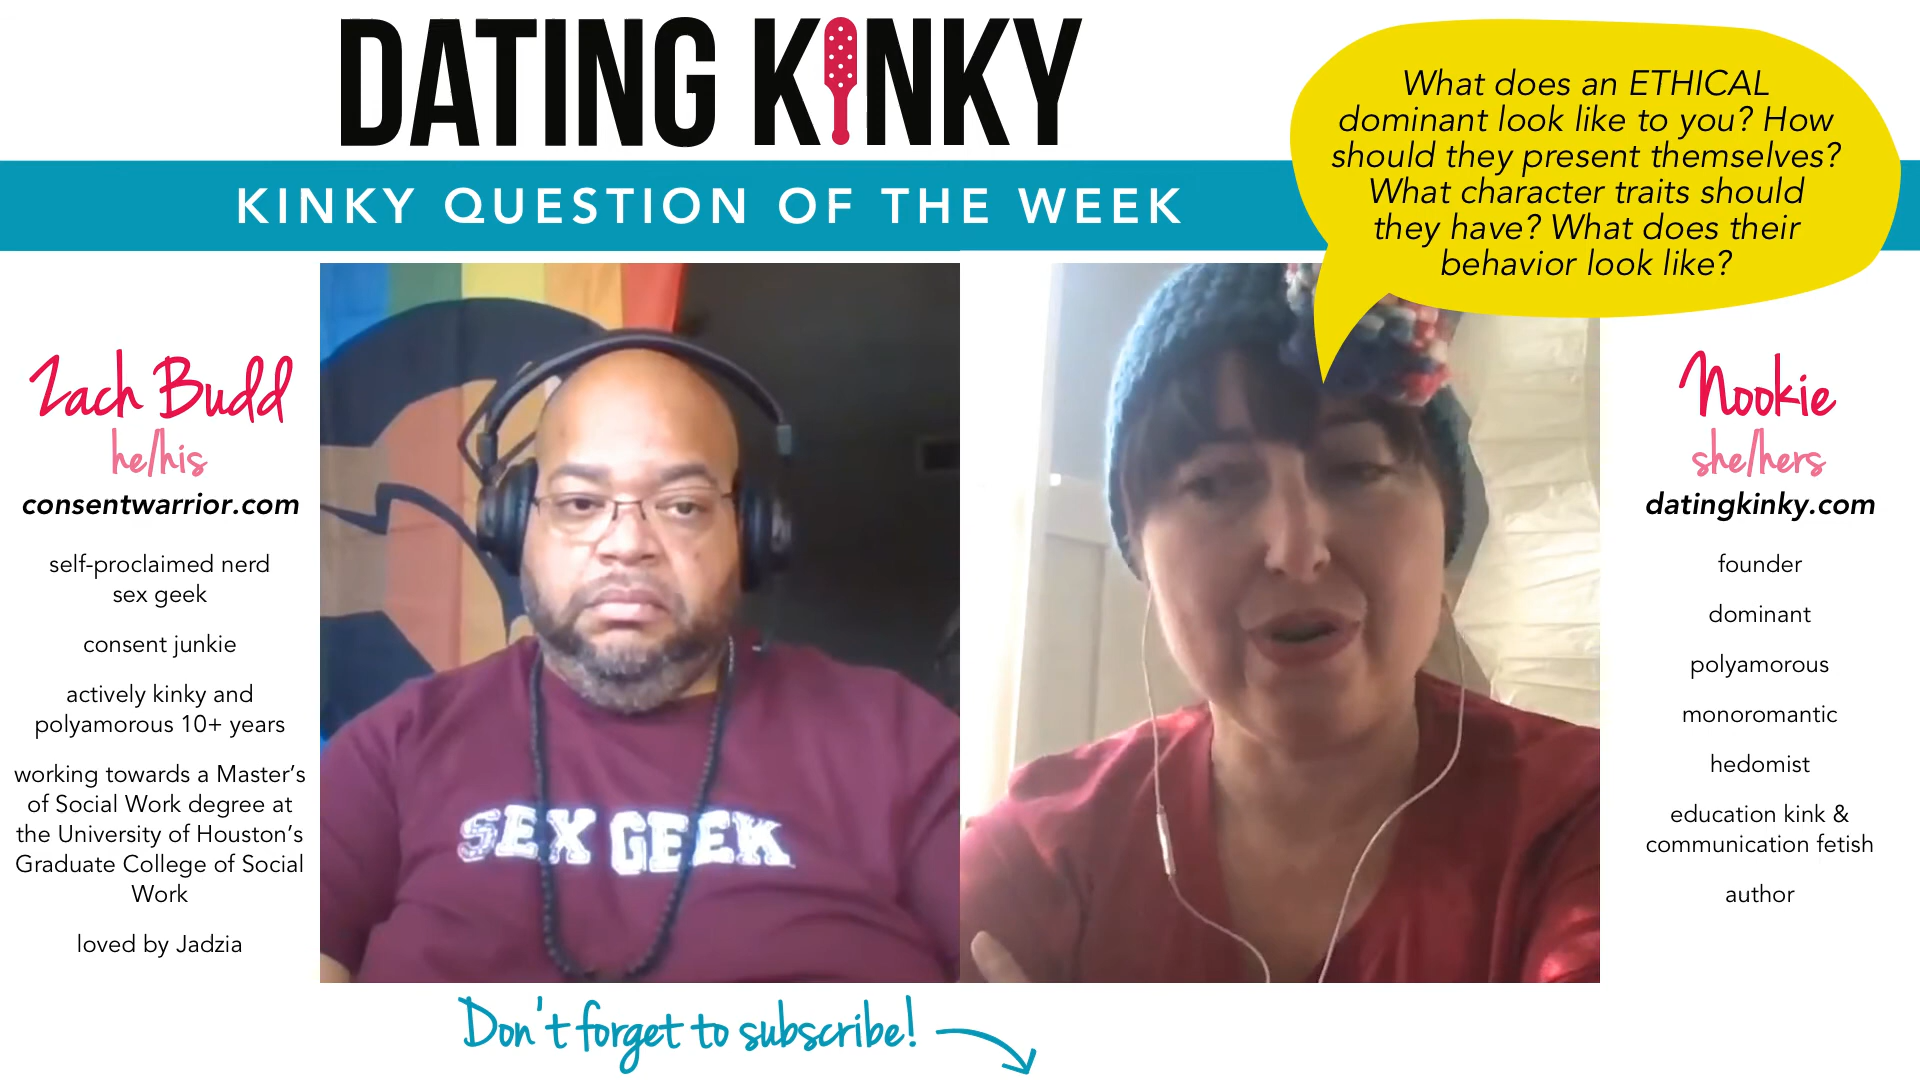 DATING KINKY
KINKY QUESTION OF THE WEEK
What does an ETHICAL
dominant look like to you? How
should they present themselves?
What character traits should
they have? What does their
behavior look like?
Zach Budd
he/his
consentwarrior.com
self-proclaimed nerd
sex geek
consent junkie
actively kinky and
polyamorous 10+ years
working towards a Master's
of Social Work degree at
the University of Houston's
Graduate College of Social
Work
loved by Jadzia
SEX GEEK
Nookie
she/hers
datingkinky.com
founder
dominant
polyamorous
monoromantic
hedomist
education kink &
communication fetish
author
Don't forget to subscribe!